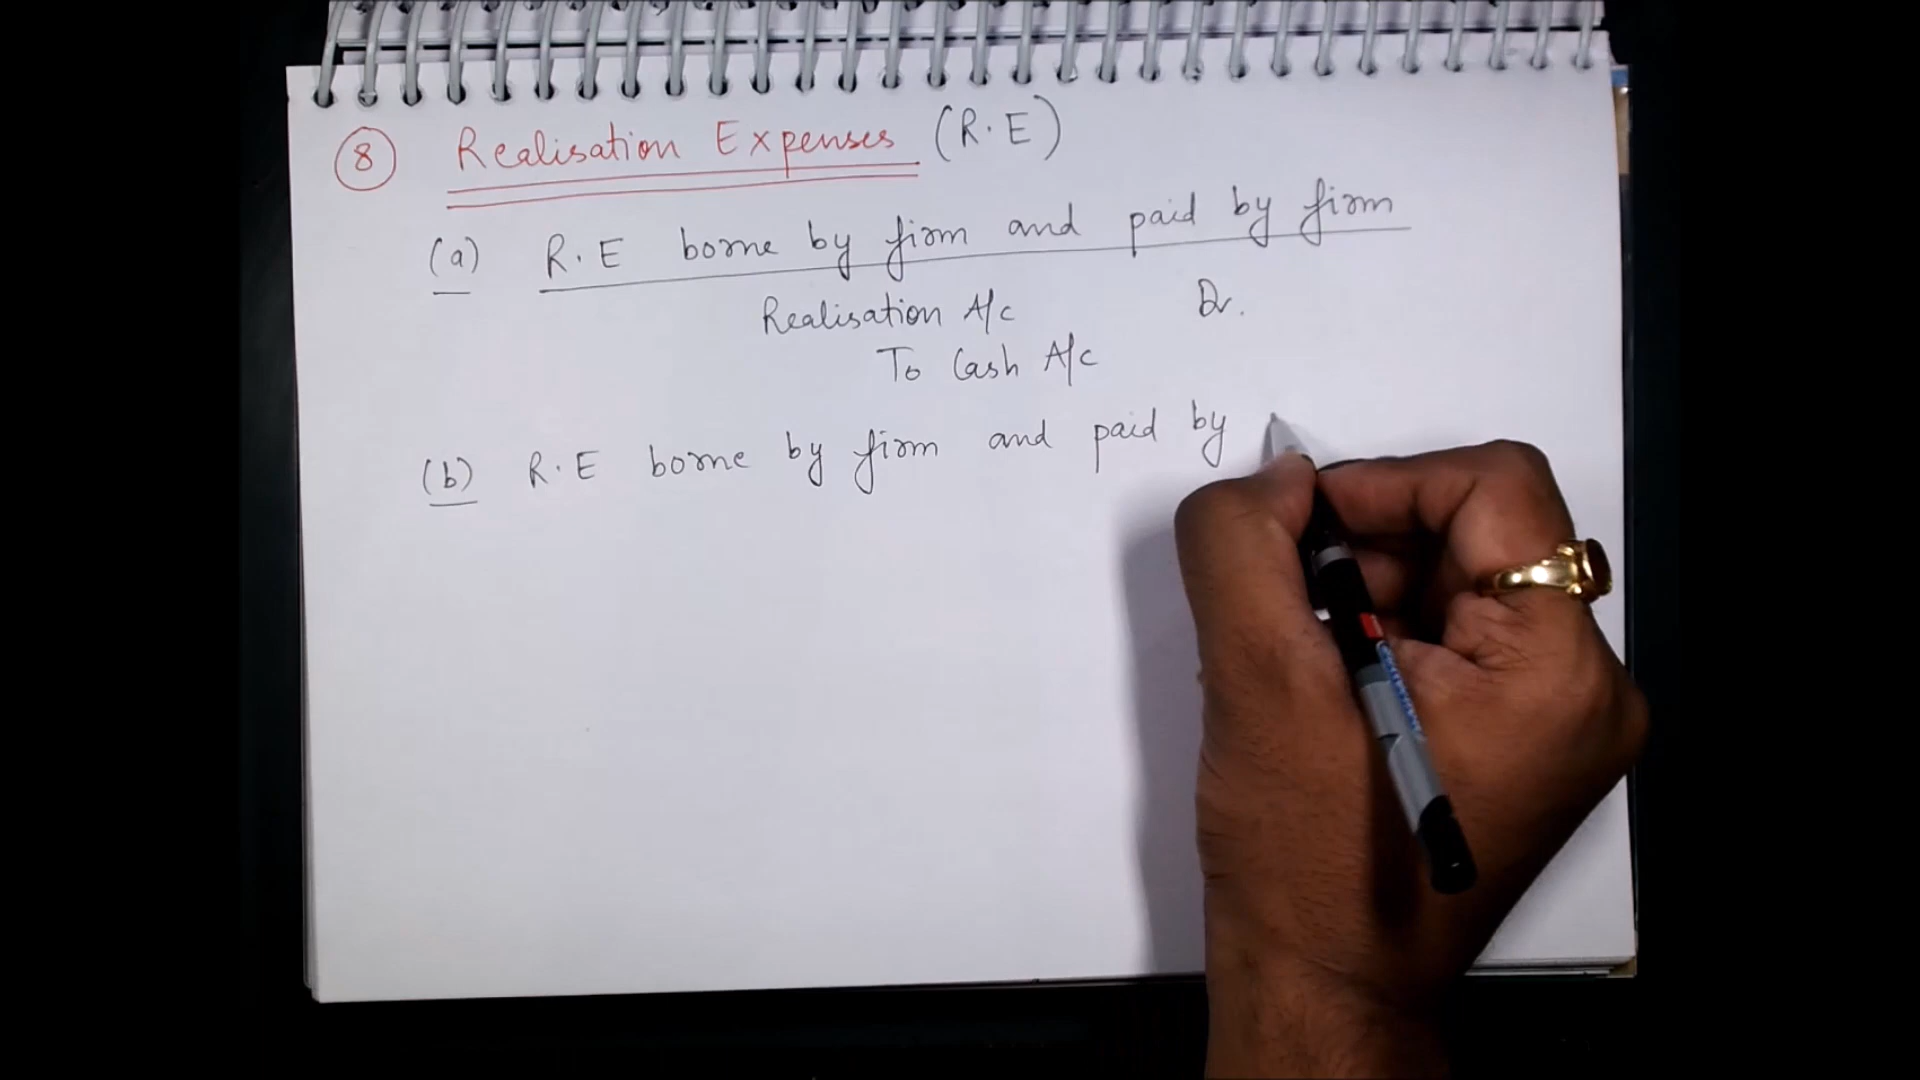 8 Realisation Expenses (R.E)
(a) R.E borne by firm and paid by firm
Realisation A/c Dr.
To Cash A/c
(b) R.E borne by firm and paid by